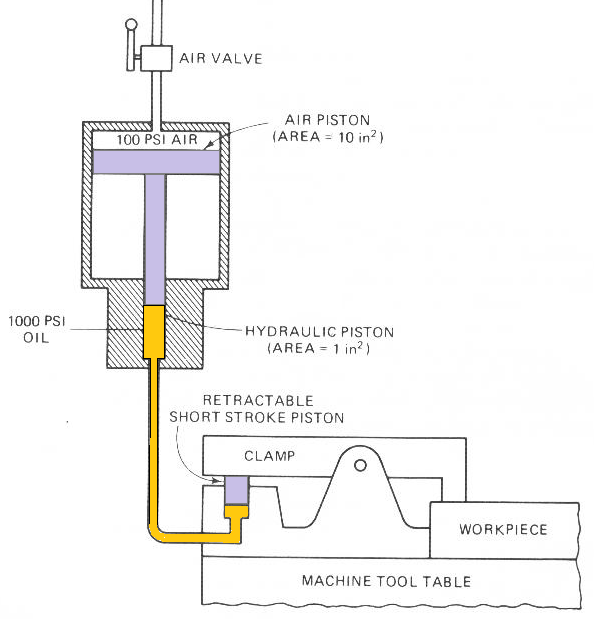 AIR VALVE
AIR PISTON
(AREA = 10 in²)
100 PSI AIR
1000 PSI
OIL
HYDRAULIC PISTON
(AREA = 1 in²)
RETRACTABLE
SHORT STROKE PISTON
CLAMP
WORKPIECE
MACHINE TOOL TABLE